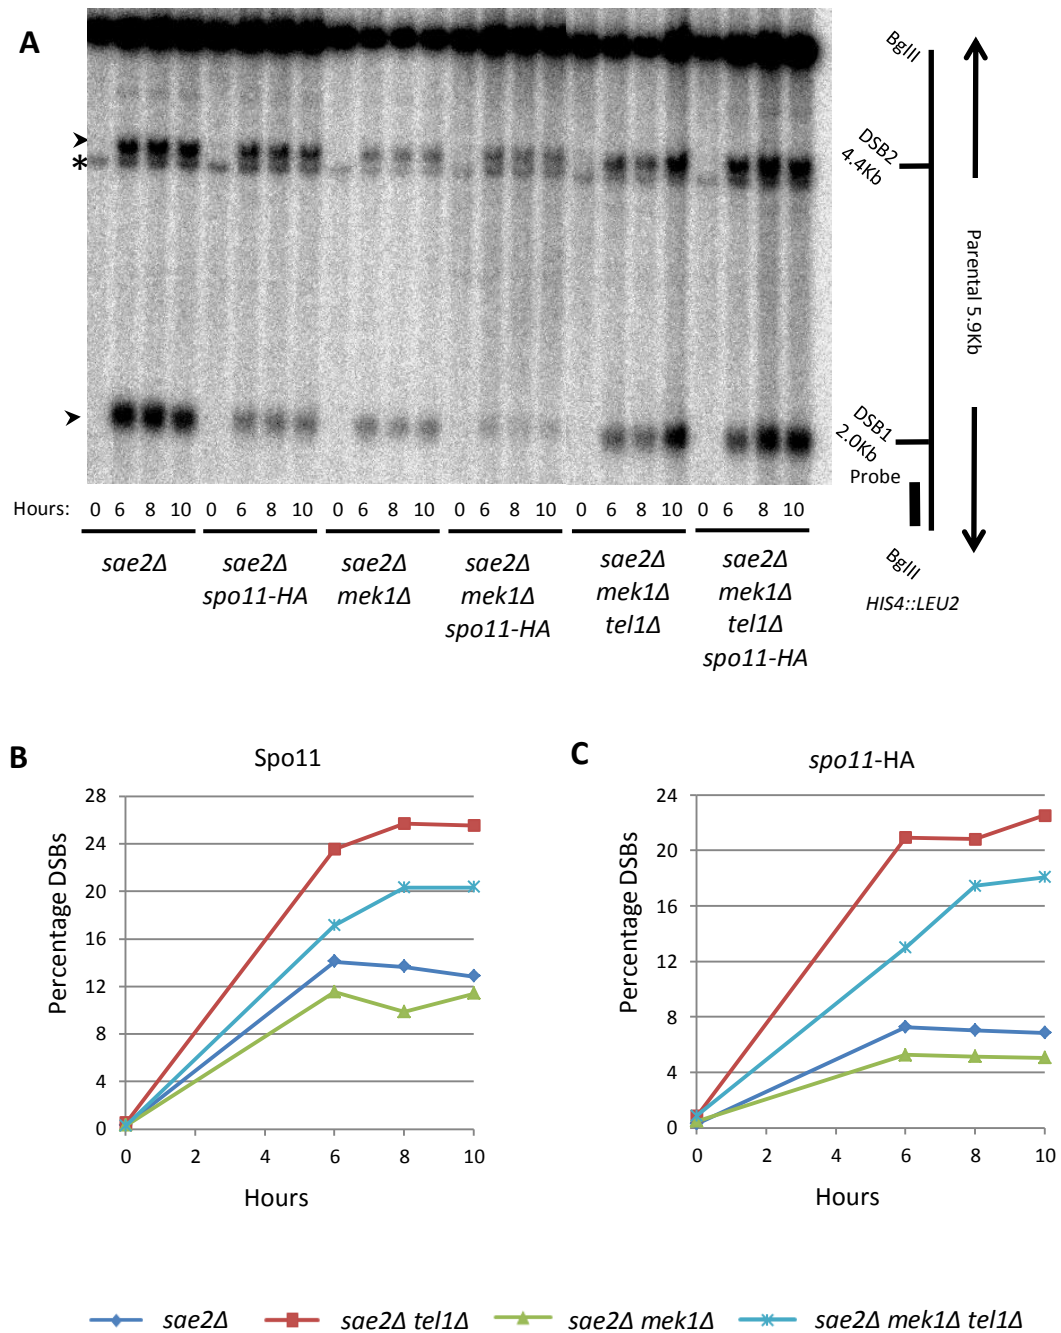 A
*
BglII
DSB2
4.4Kb
Parental 5.9Kb
DSB1
2.0Kb
Probe
BglII
HIS4::LEU2
Hours: 0 6 8 10 0 6 8 10 0 6 8 10 0 6 8 10 0 6 8 10 0 6 8 10
sae2Δ
sae2Δ
spo11-HA
sae2Δ
mek1Δ
sae2Δ
mek1Δ
spo11-HA
sae2Δ
mek1Δ
tel1Δ
sae2Δ
mek1Δ
tel1Δ
spo11-HA
B
Spo11
Percentage DSBs
28
24
20
16
12
8
4
0
0 2 4 6 8 10
Hours
C
spo11-HA
Percentage DSBs
24
20
16
12
8
4
0
0 2 4 6 8 10
Hours
sae2Δ
sae2Δ tel1Δ
sae2Δ mek1Δ
sae2Δ mek1Δ tel1Δ